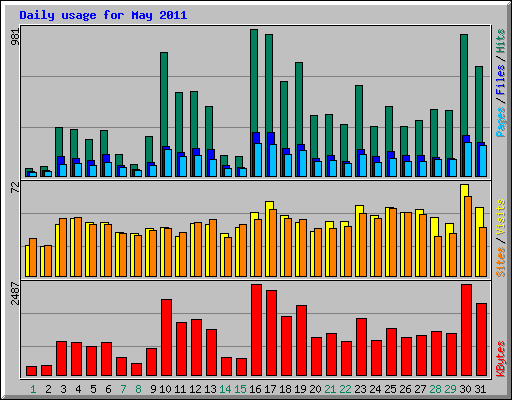 Daily usage for May 2011
981
72
2487
Pages / Files / Hits
Sites / Visits
KBytes
1 2 3 4 5 6 7 8 9 10 11 12 13 14 15 16 17 18 19 20 21 22 23 24 25 26 27 28 29 30 31